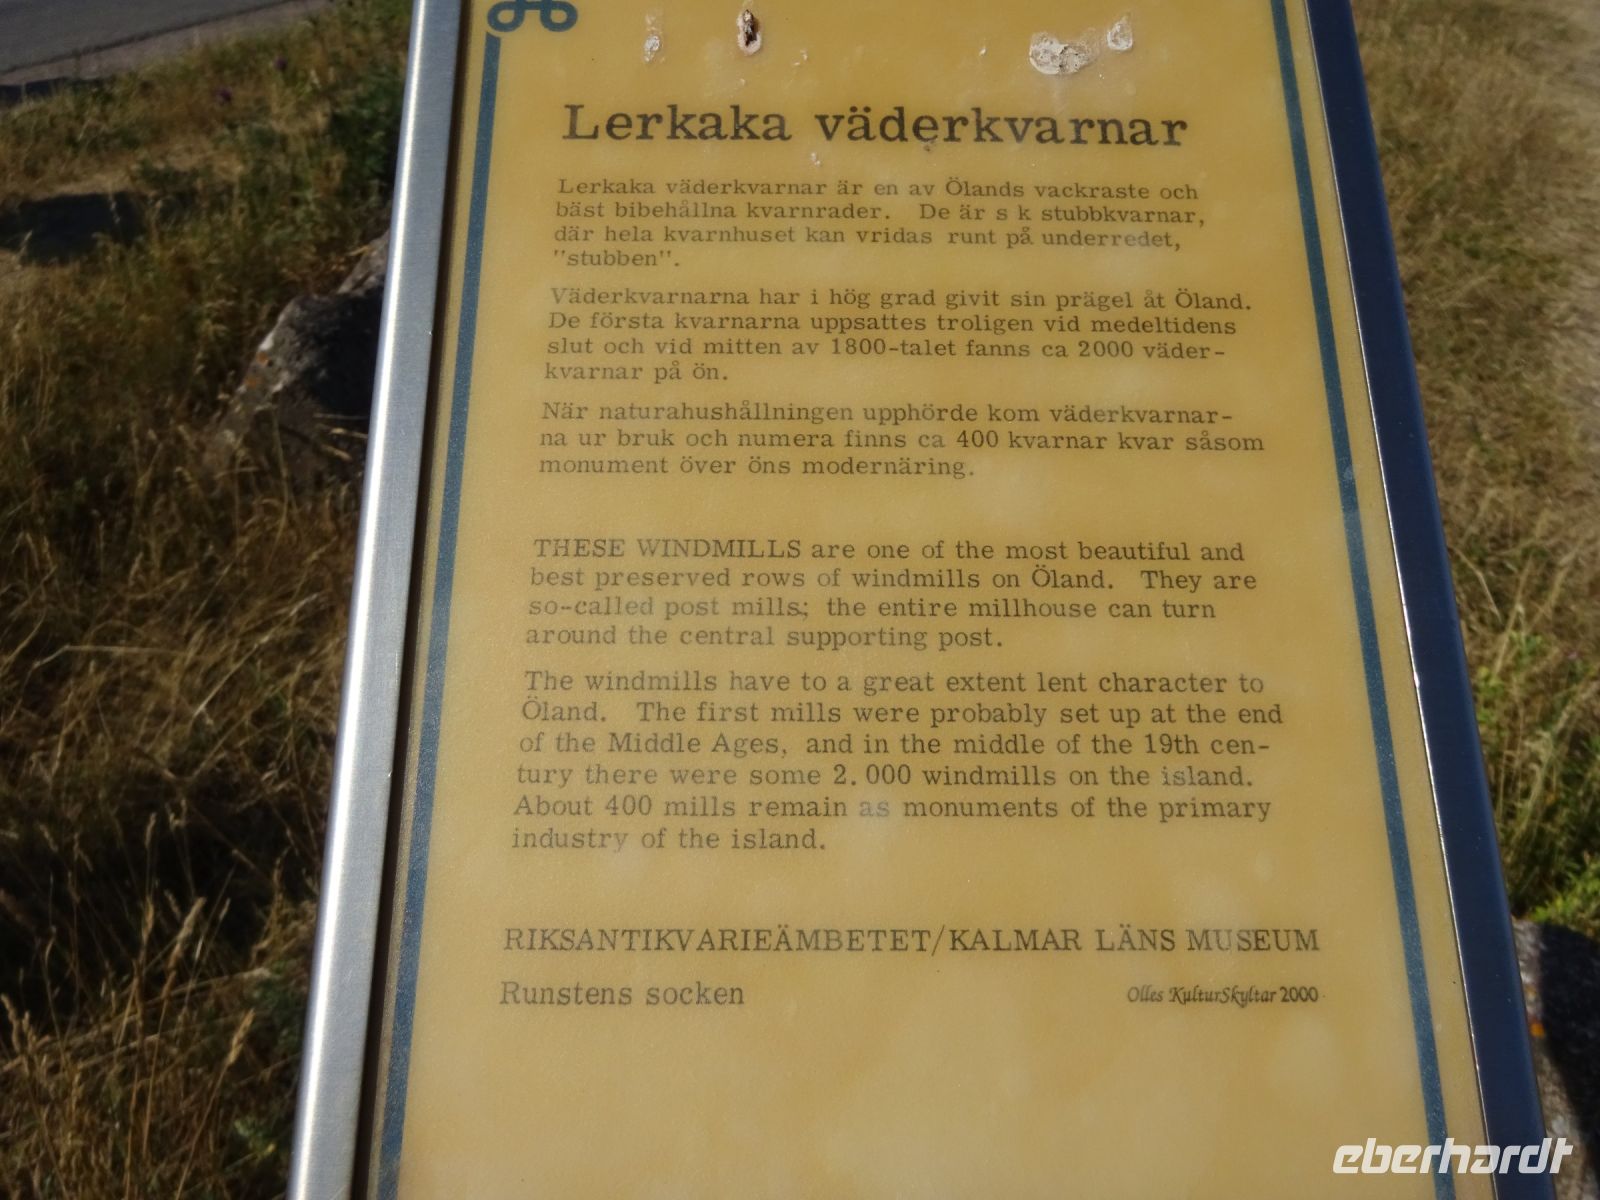 Lerkaka väderkvarnar
Lerkaka väderkvarnar är en av Ölands vackraste och
bäst bibehållna kvarnrader. De är s k stubbkvarnar,
där hela kvarnhuset kan vridas runt på underredet,
"stubben".
Väderkvarnarna har i hög grad givit sin prägel åt Öland.
De första kvarnarna uppsattes troligen vid medeltidens
slut och vid mitten av 1800-talet fanns ca 2000 väder-
kvarnar på ön.
När naturahushållningen upphörde kom väderkvarnar-
na ur bruk och numera finns ca 400 kvarnar kvar såsom
monument över öns modernäring.
THESE WINDMILLS are one of the most beautiful and
best preserved rows of windmills on Öland. They are
so-called post mills; the entire millhouse can turn
around the central supporting post.
The windmills have to a great extent lent character to
Öland. The first mills were probably set up at the end
of the Middle Ages, and in the middle of the 19th cen-
tury there were some 2.000 windmills on the island.
About 400 mills remain as monuments of the primary
industry of the island.
RIKSANTIKVARIEÄMBETET/KALMAR LÄNS MUSEUM
Runstens socken
Olles KulturSkyltar 2000
eberhardt